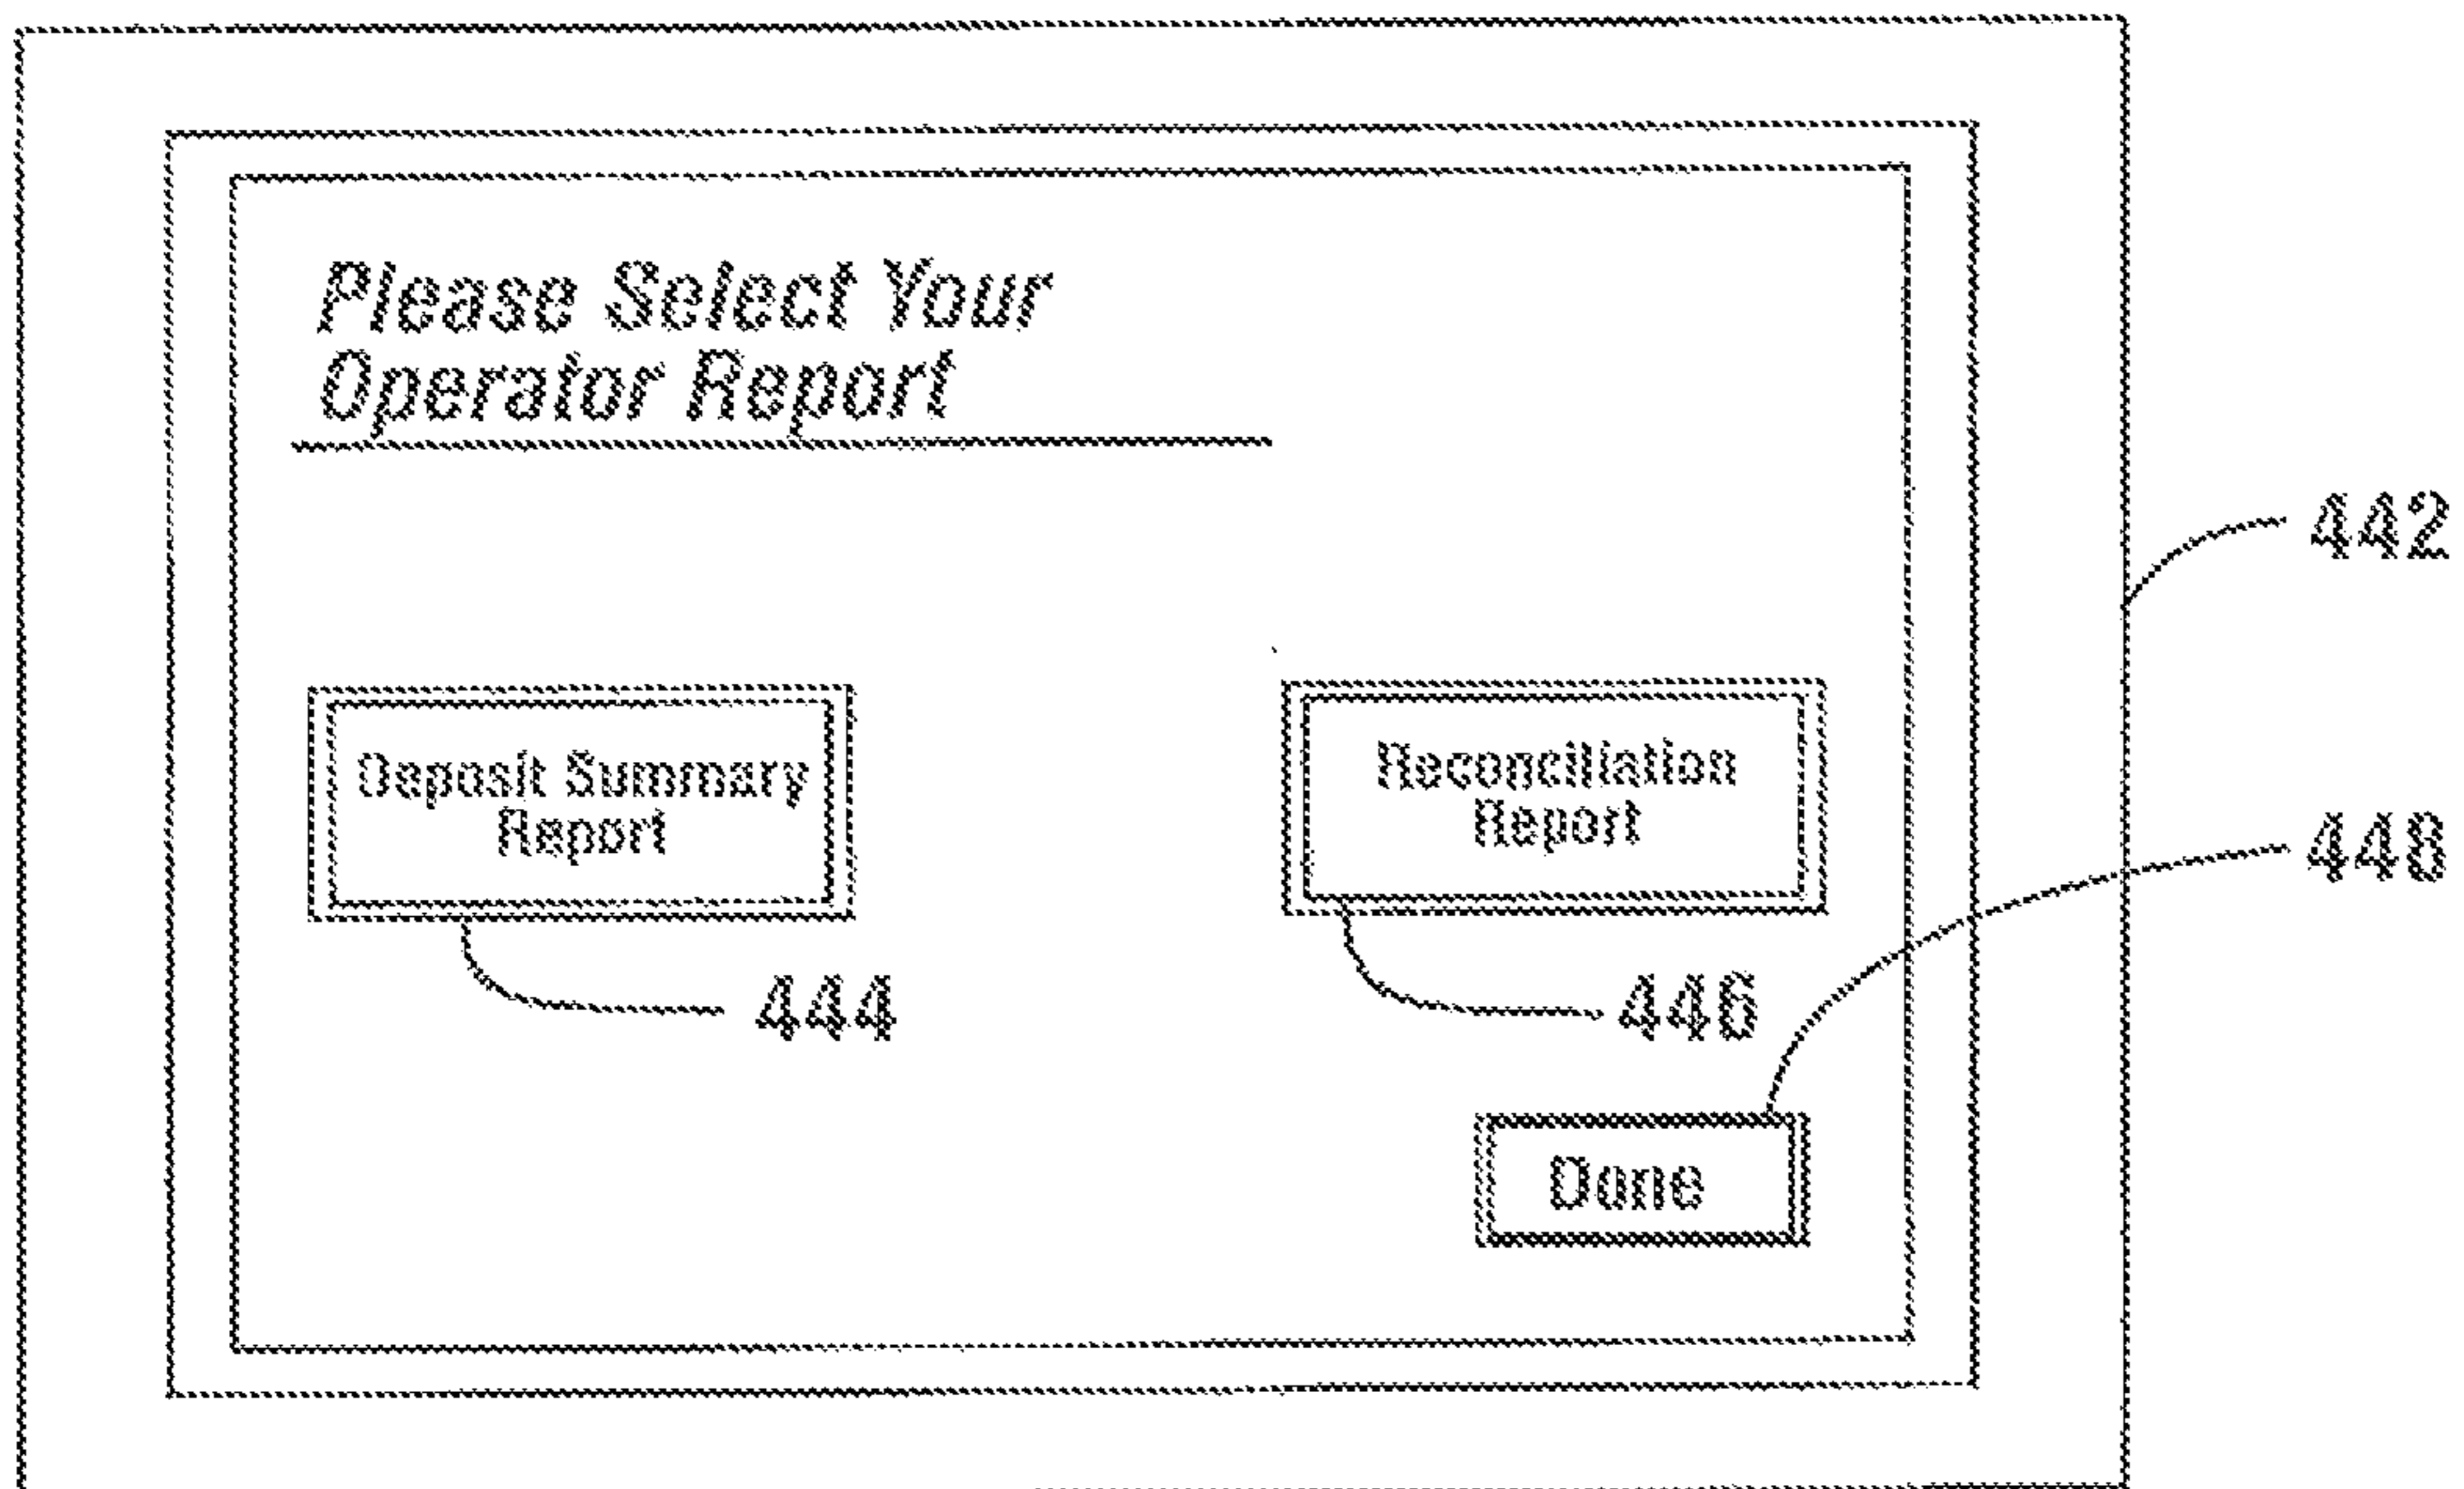 Please Select Your
Operator Report
442
Deposit Summary
Report
Reconciliation
Report
448
444
446
Done